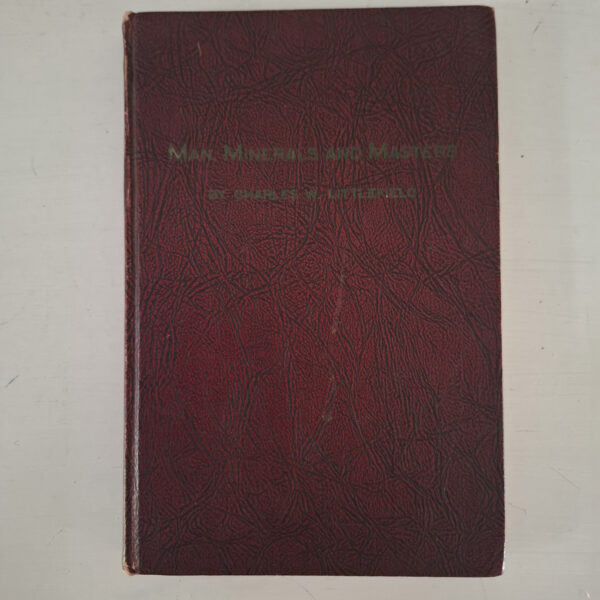 MAN, MINERALS AND MASTERS
BY CHARLES W. LITTLEFIELD